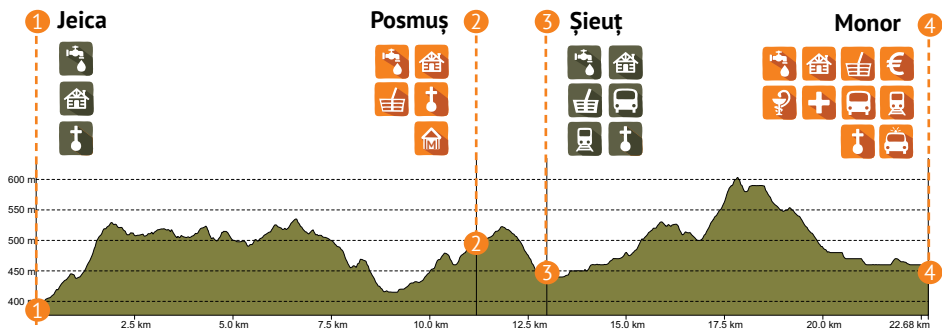 1 Jeica Posmuș 2 3 Șieuț Monor 4
€
M
600 m
550 m
500 m
2
450 m 3 4
400 m
1
2.5 km 5.0 km 7.5 km 10.0 km 12.5 km 15.0 km 17.5 km 20.0 km 22.68 km